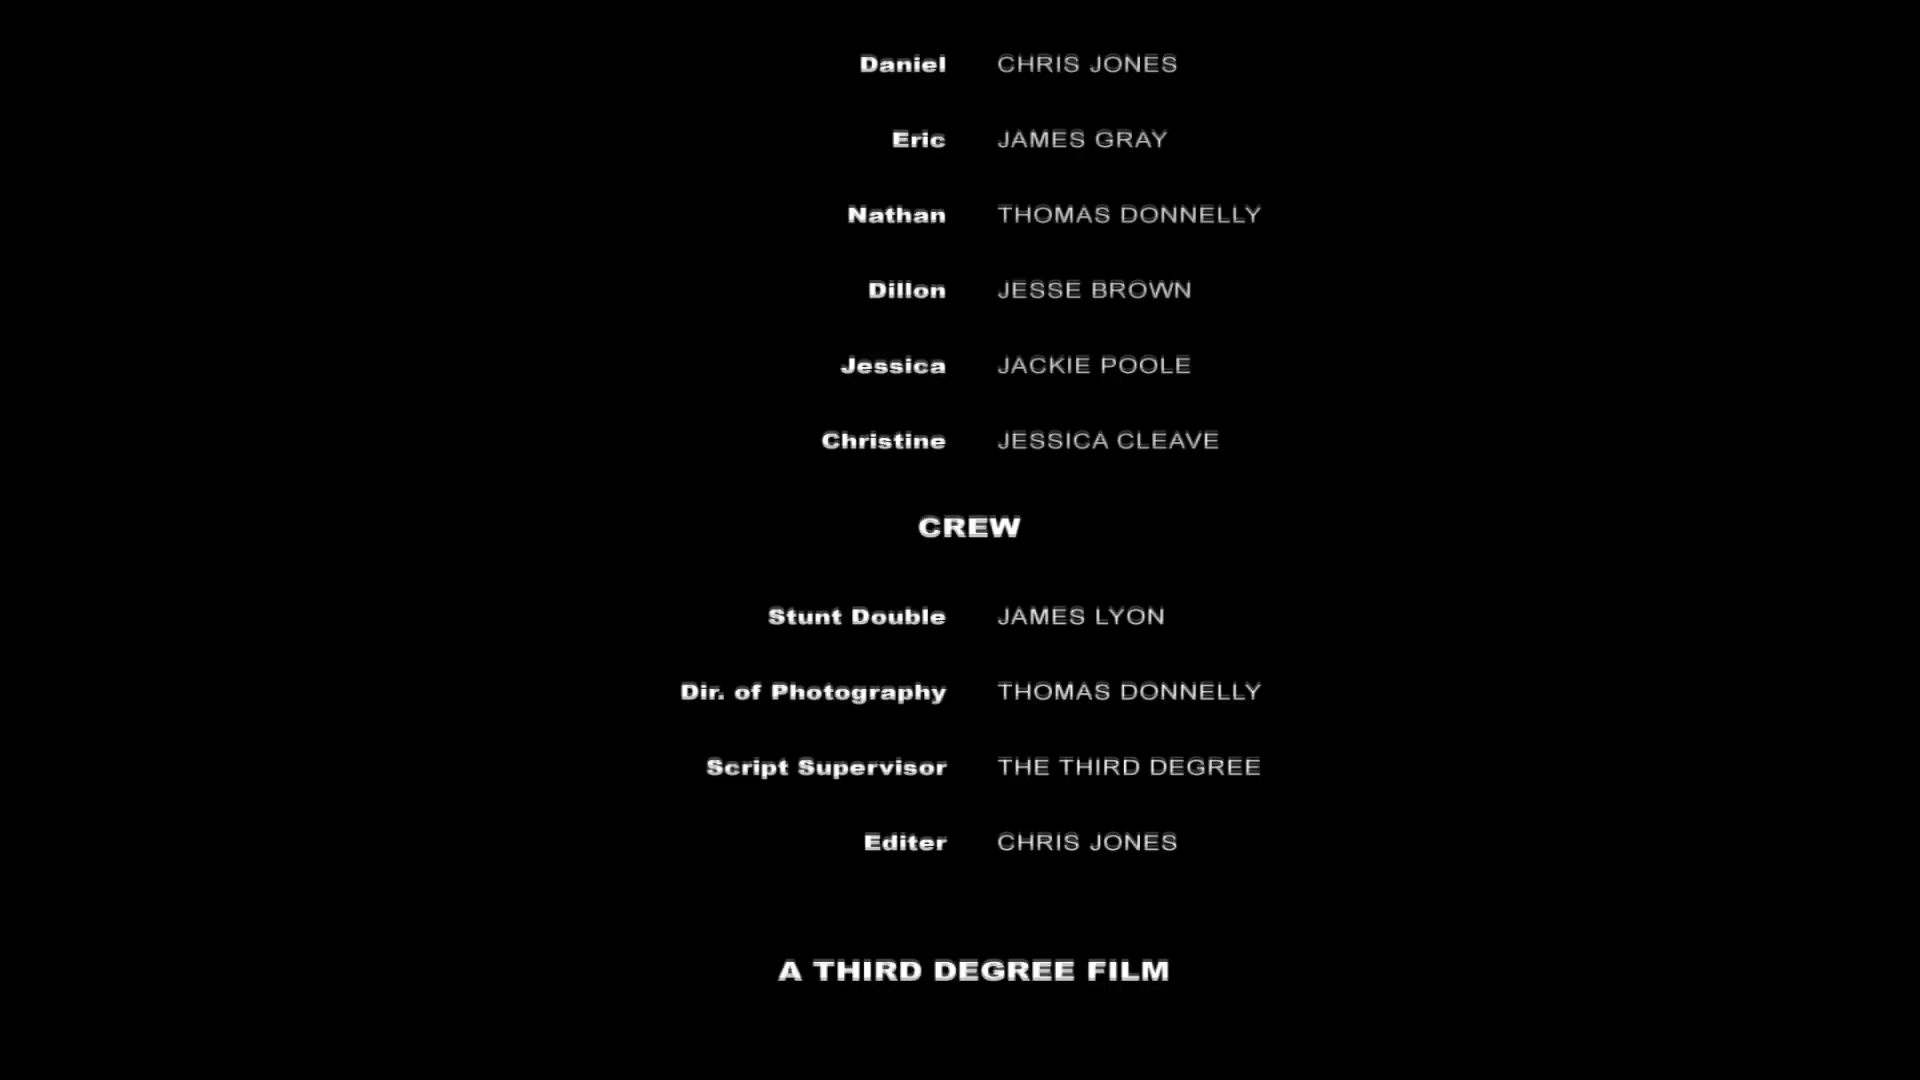 Daniel CHRIS JONES
Eric JAMES GRAY
Nathan THOMAS DONNELLY
Dillon JESSE BROWN
Jessica JACKIE POOLE
Christine JESSICA CLEAVE
CREW
Stunt Double JAMES LYON
Dir. of Photography THOMAS DONNELLY
Script Supervisor THE THIRD DEGREE
Editer CHRIS JONES
A THIRD DEGREE FILM